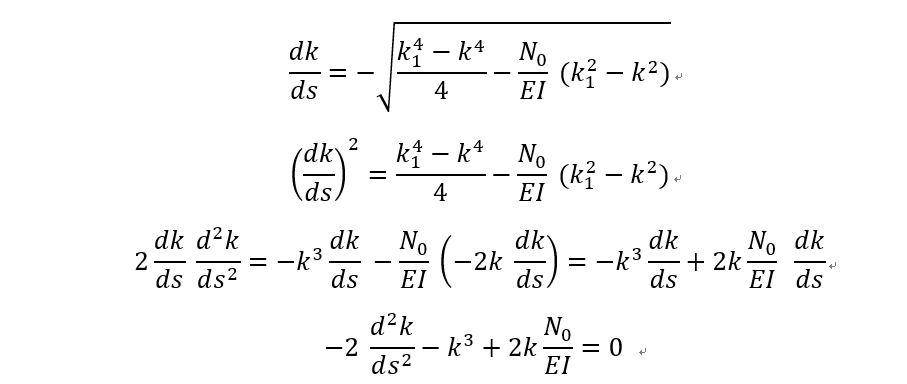 dk/ds = −√((k₁⁴ − k⁴)/4 − N₀/EI (k₁² − k²))
(dk/ds)² = (k₁⁴ − k⁴)/4 − N₀/EI (k₁² − k²)
2 dk/ds d²k/ds² = −k³ dk/ds − N₀/EI (−2k dk/ds) = −k³ dk/ds + 2k N₀/EI dk/ds
−2 d²k/ds² − k³ + 2k N₀/EI = 0